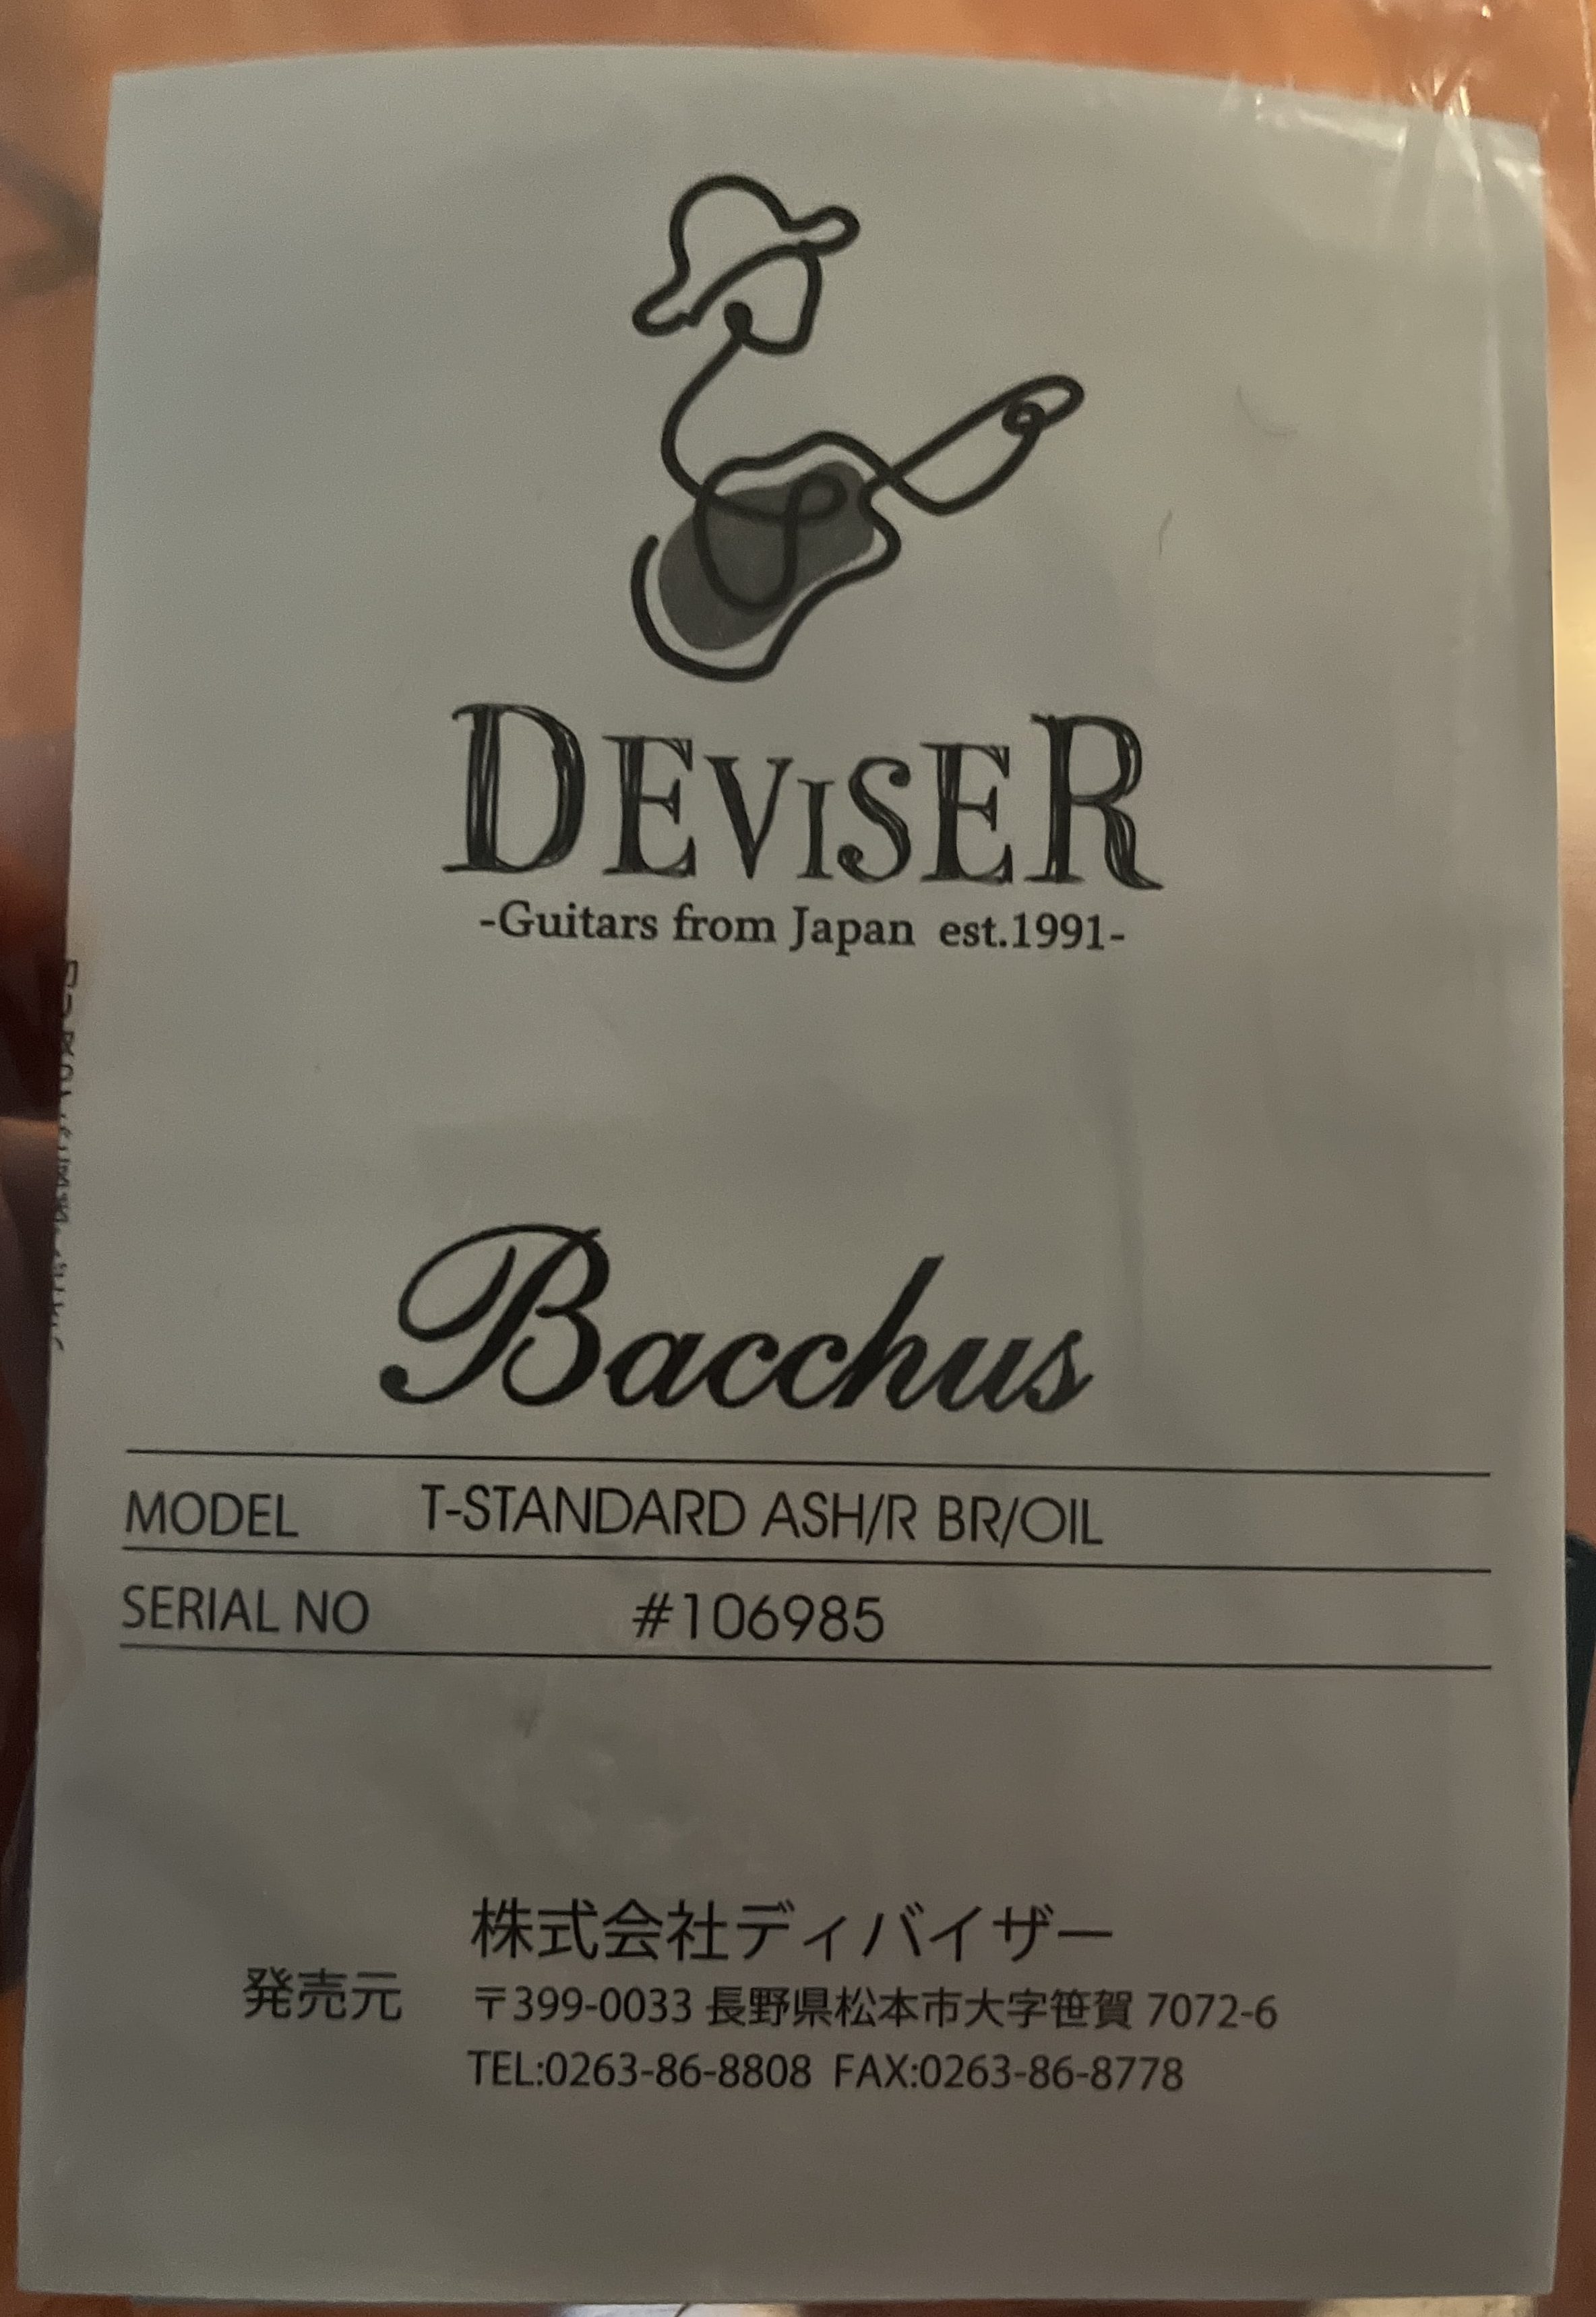 DEVISER
-Guitars from Japan est.1991-
Bacchus
MODEL T-STANDARD ASH/R BR/OIL
SERIAL NO #106985
発売元
株式会社ディバイザー
〒399-0033 長野県松本市大字笹賀 7072-6
TEL:0263-86-8808 FAX:0263-86-8778